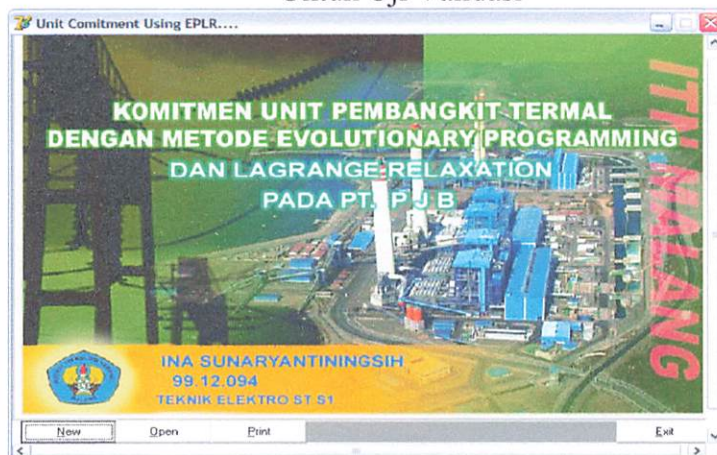 Unit Comitment Using EPLR....
KOMITMEN UNIT PEMBANGKIT TERMAL
DENGAN METODE EVOLUTIONARY PROGRAMMING
DAN LAGRANGE RELAXATION
PADA PT. P J B
ITN MALANG
INA SUNARYANTININGSIH
99.12.094
TEKNIK ELEKTRO ST S1
New Open Print Exit